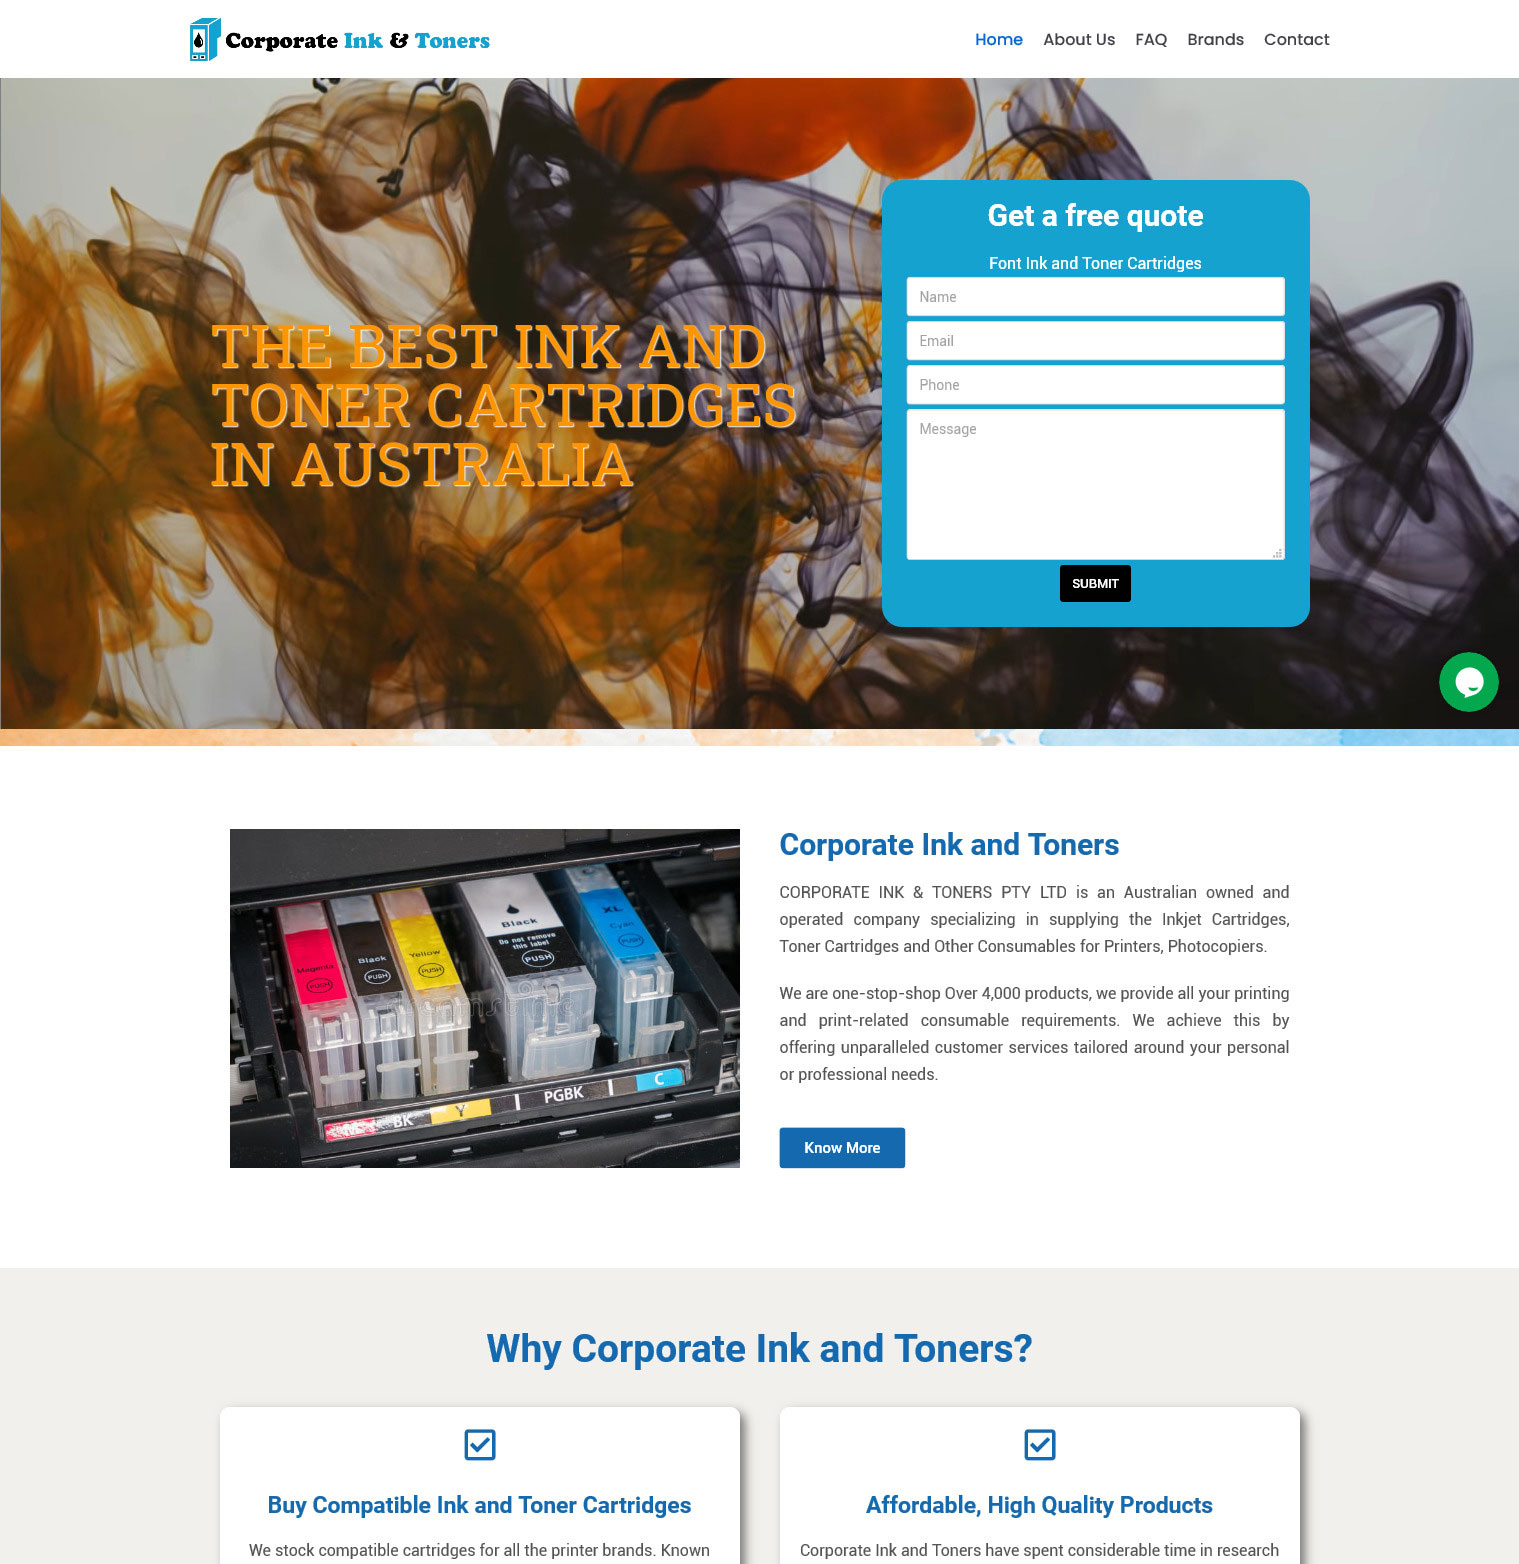 Corporate Ink & Toners
Home
About Us
FAQ
Brands
Contact
THE BEST INK AND
TONER CARTRIDGES
IN AUSTRALIA
Get a free quote
Font Ink and Toner Cartridges
Name
Email
Phone
Message
SUBMIT
Magenta
PUSH
Black
PUSH
Yellow
PUSH
Black
Do not remove
this label
PUSH
XL
Cyan
PUSH
BK
Y
PGBK
C
Corporate Ink and Toners
CORPORATE INK & TONERS PTY LTD is an Australian owned and
operated company specializing in supplying the Inkjet Cartridges,
Toner Cartridges and Other Consumables for Printers, Photocopiers.
We are one-stop-shop Over 4,000 products, we provide all your printing
and print-related consumable requirements. We achieve this by
offering unparalleled customer services tailored around your personal
or professional needs.
Know More
Why Corporate Ink and Toners?
Buy Compatible Ink and Toner Cartridges
We stock compatible cartridges for all the printer brands. Known
Affordable, High Quality Products
Corporate Ink and Toners have spent considerable time in research